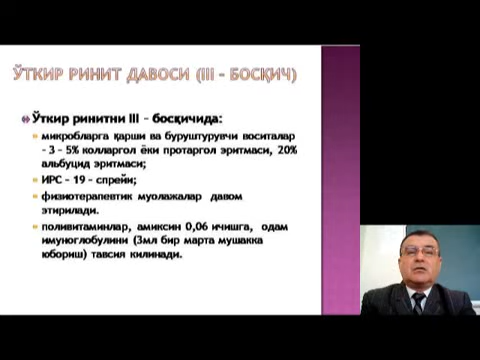 ЎТКИР РИНИТ ДАВОСИ (III - БОСҚИЧ)
Ўткир ринитни III - босқичида:
микробларга қарши ва буруштурувчи воситалар
- 3 - 5% колларгол ёки протаргол эритмаси, 20%
альбуцид эритмаси;
ИРС - 19 - спрейи;
физиотерапевтик муолажалар давом
этирилади.
поливитаминлар, амиксин 0,06 ичишга, одам
имуноглобулини (3мл бир марта мушакка
юбориш) тавсия килинади.